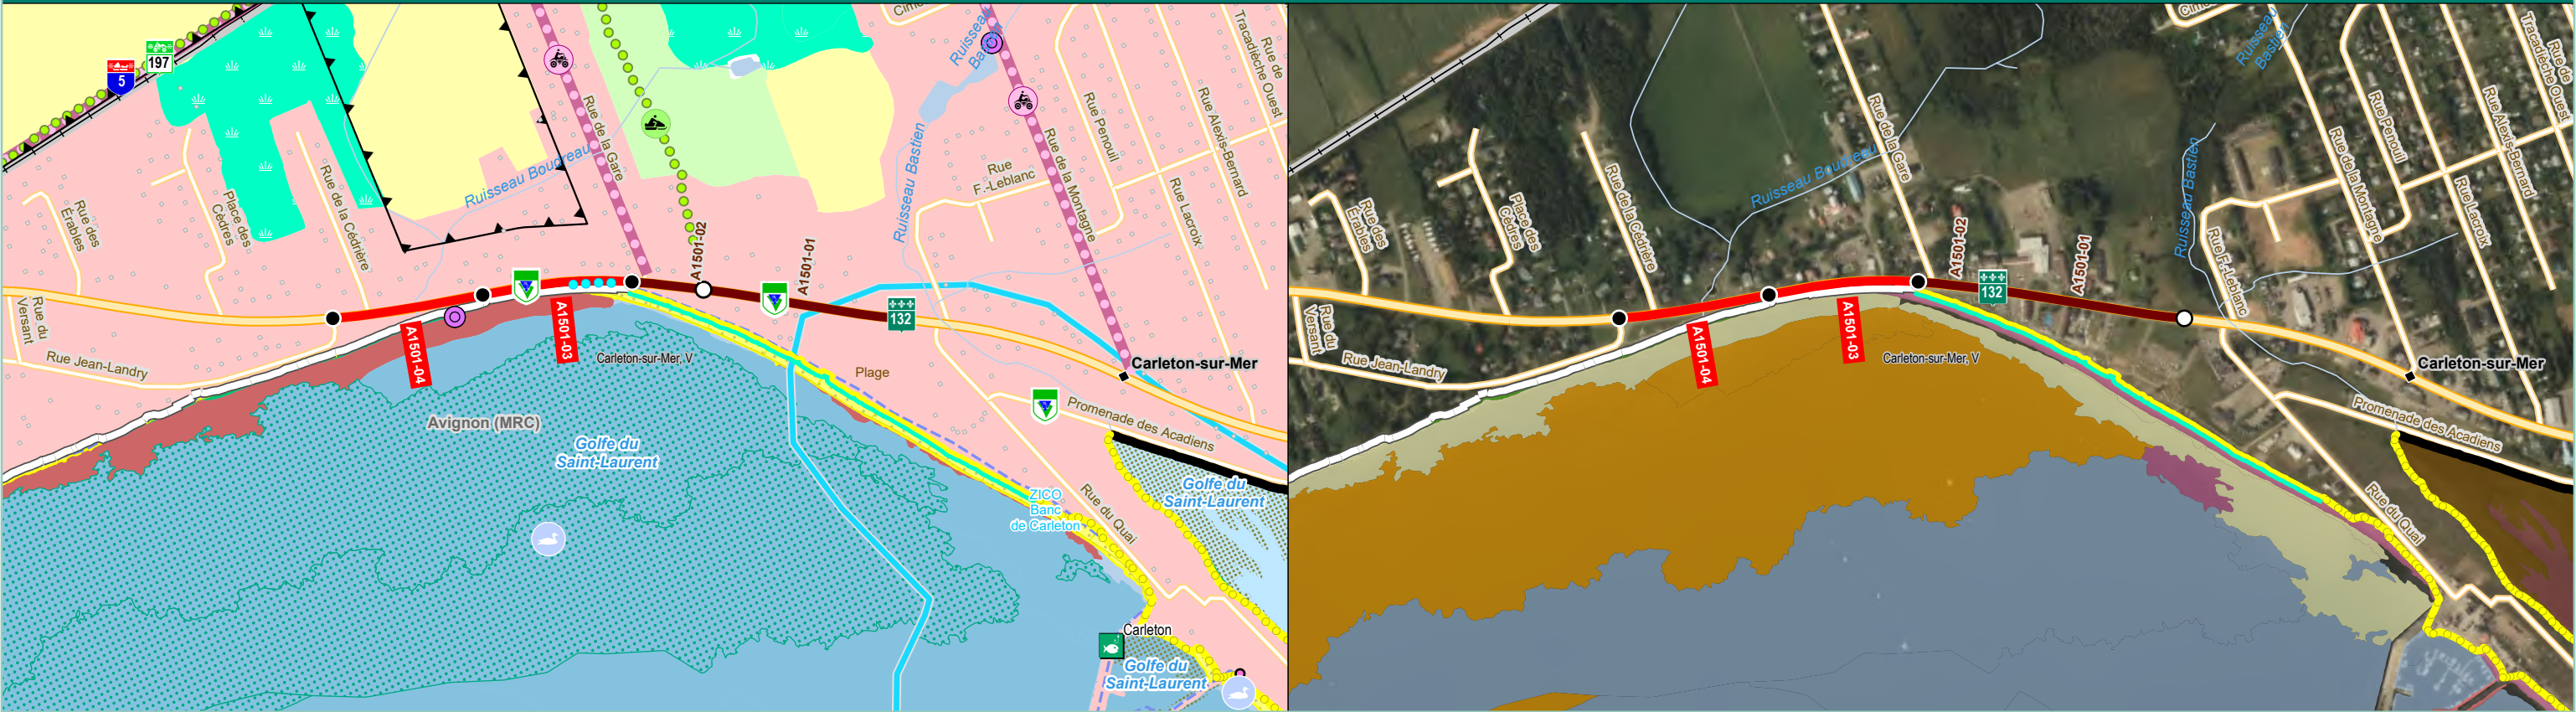 5
197
Cime
Ruisseau
Bastien
Rue de
Tracadièche Ouest
Rue des
Érables
Place des
Cèdres
Rue de la Cédrière
Ruisseau Boudreau
Rue de la Gare
Ruisseau Bastien
Rue
F.-Leblanc
Rue Penouil
Rue de la Montagne
Rue Alexis-Bernard
Rue Lacroix
Rue du
Versant
Rue Jean-Landry
A1501-04
A1501-03
A1501-02
A1501-01
132
Carleton-sur-Mer, V
Plage
Carleton-sur-Mer
Promenade des Acadiens
Avignon (MRC)
Golfe du
Saint-Laurent
ZICO
Banc
de Carleton
Rue du Quai
Golfe du
Saint-Laurent
Carleton
Golfe du
Saint-Laurent
Cime
Ruisseau
Bastien
Rue de
Tracadièche Ouest
Rue des
Érables
Place des
Cèdres
Rue de la Cédrière
Ruisseau Boudreau
Rue de la Gare
Ruisseau Bastien
Rue F.-Leblanc
Rue de la Montagne
Rue Penouil
Rue Alexis-Bernard
Rue Lacroix
Rue du
Versant
Rue Jean-Landry
A1501-04
A1501-03
A1501-02
A1501-01
132
Carleton-sur-Mer, V
Carleton-sur-Mer
Promenade des Acadiens
Rue du Quai